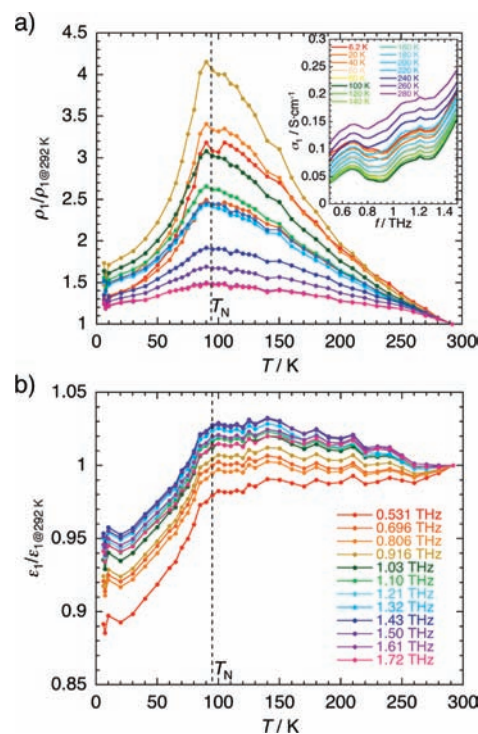 a)
4.5
4
3.5
3
2.5
2
1.5
1
ρ₁/ρ₁@292 K
0 50 100 150 200 250 300
T / K
T_N
0.3
0.25
0.2
0.15
0.1
0.05
0
σ₁ / S·cm⁻¹
0.6 0.8 1 1.2 1.4
f / THz
6.2 K
20 K
40 K
100 K
120 K
140 K
160 K
180 K
200 K
220 K
240 K
260 K
280 K
b)
1.05
1
0.95
0.9
0.85
ε₁/ε₁@292 K
0 50 100 150 200 250 300
T / K
T_N
0.531 THz
0.696 THz
0.806 THz
0.916 THz
1.03 THz
1.10 THz
1.21 THz
1.32 THz
1.43 THz
1.50 THz
1.61 THz
1.72 THz